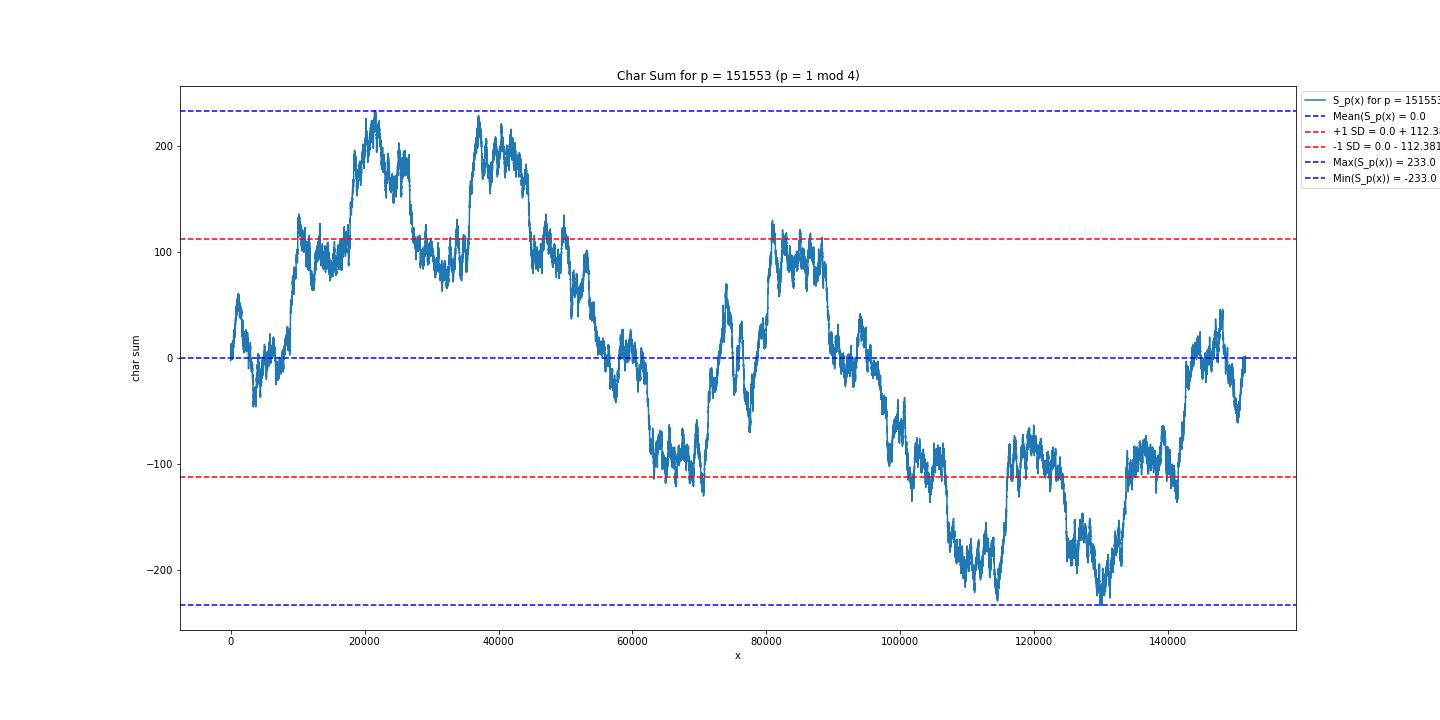 Char Sum for p = 151553 (p = 1 mod 4)
S_p(x) for p = 151553
Mean(S_p(x) = 0.0
+1 SD = 0.0 + 112.38
-1 SD = 0.0 - 112.381
Max(S_p(x)) = 233.0
Min(S_p(x)) = -233.0
char sum
200
100
0
−100
−200
0 20000 40000 60000 80000 100000 120000 140000
x